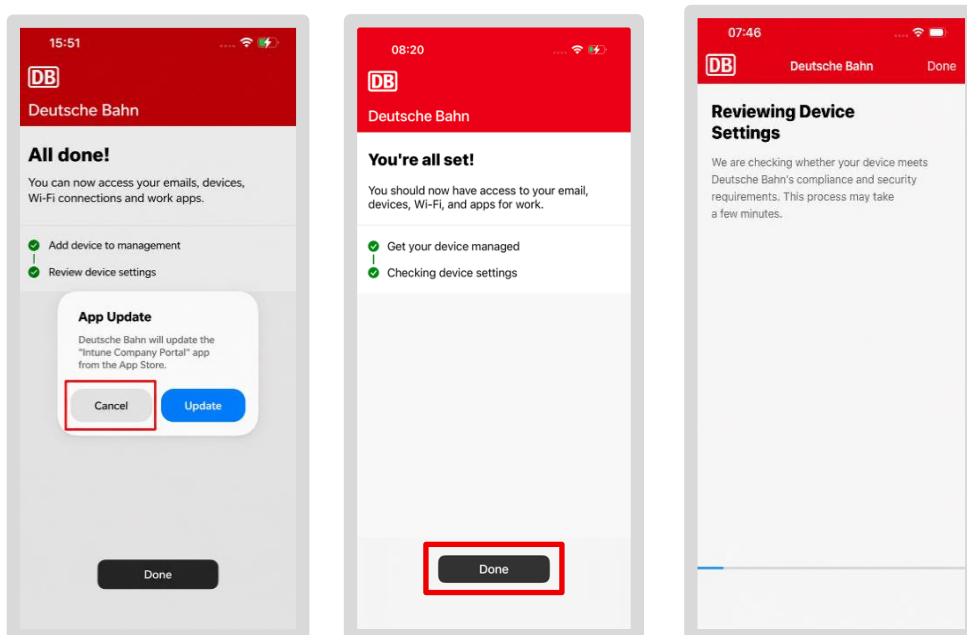 15:51
DB
Deutsche Bahn
All done!
You can now access your emails, devices,
Wi-Fi connections and work apps.
Add device to management
Review device settings
App Update
Deutsche Bahn will update the
"Intune Company Portal" app
from the App Store.
Cancel
Update
Done
08:20
DB
Deutsche Bahn
You're all set!
You should now have access to your email,
devices, Wi-Fi, and apps for work.
Get your device managed
Checking device settings
Done
07:46
DB
Deutsche Bahn
Done
Reviewing Device
Settings
We are checking whether your device meets
Deutsche Bahn's compliance and security
requirements. This process may take
a few minutes.